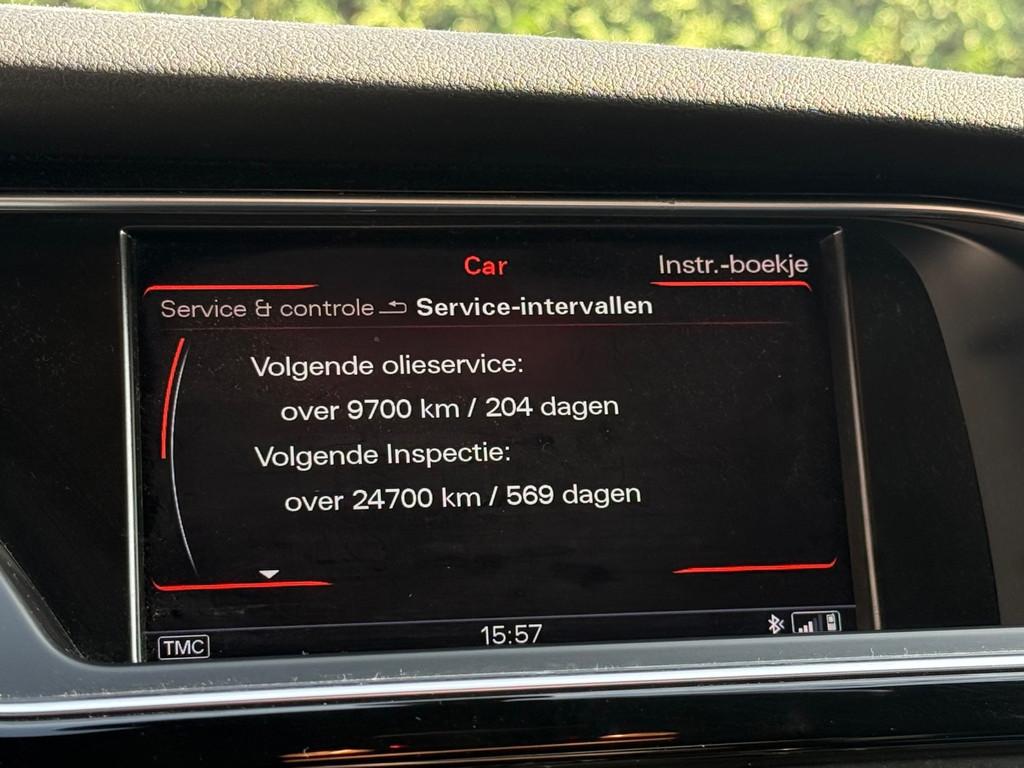 Car
Instr.-boekje
Service & controle Service-intervallen
Volgende olieservice:
over 9700 km / 204 dagen
Volgende Inspectie:
over 24700 km / 569 dagen
TMC
15:57